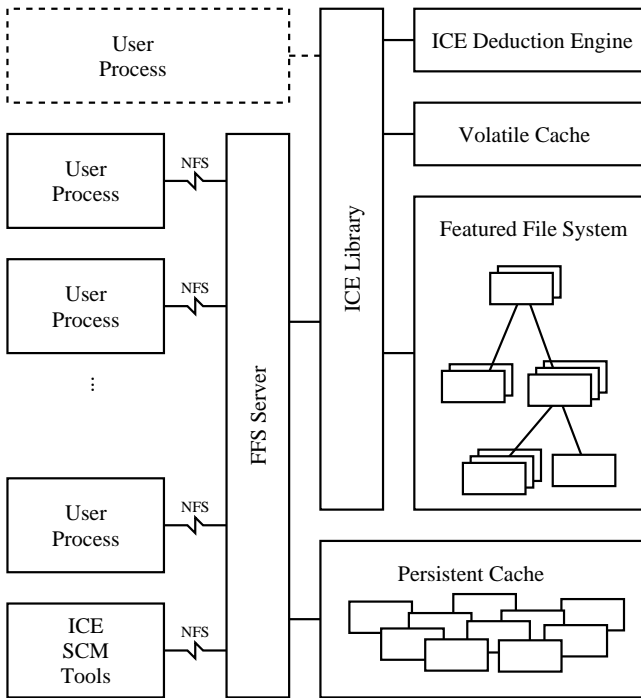 User
Process
ICE Deduction Engine
Volatile Cache
User
Process
NFS
User
Process
NFS
...
User
Process
NFS
ICE
SCM
Tools
NFS
FFS Server
ICE Library
Featured File System
Persistent Cache